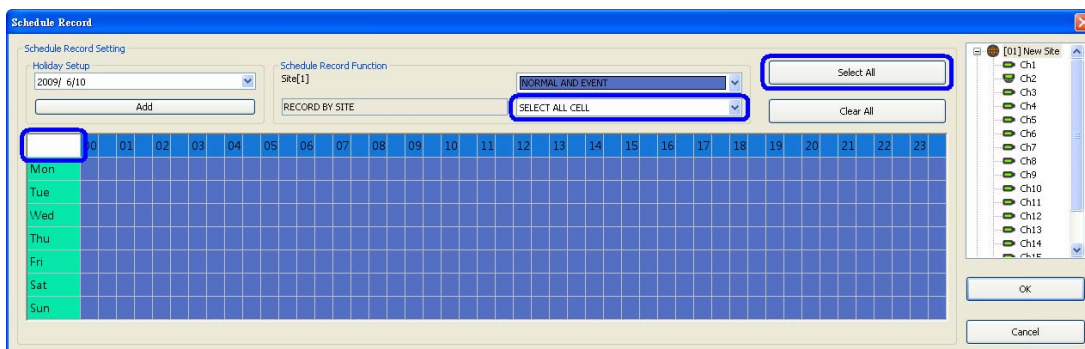 Schedule Record
Schedule Record Setting
Holiday Setup
2009/ 6/10
Add
Schedule Record Function
Site[1]
NORMAL AND EVENT
RECORD BY SITE
SELECT ALL CELL
Select All
Clear All
00 01 02 03 04 05 06 07 08 09 10 11 12 13 14 15 16 17 18 19 20 21 22 23
Mon
Tue
Wed
Thu
Fri
Sat
Sun
[01] New Site
Ch1
Ch2
Ch3
Ch4
Ch5
Ch6
Ch7
Ch8
Ch9
Ch10
Ch11
Ch12
Ch13
Ch14
Ch15
OK
Cancel